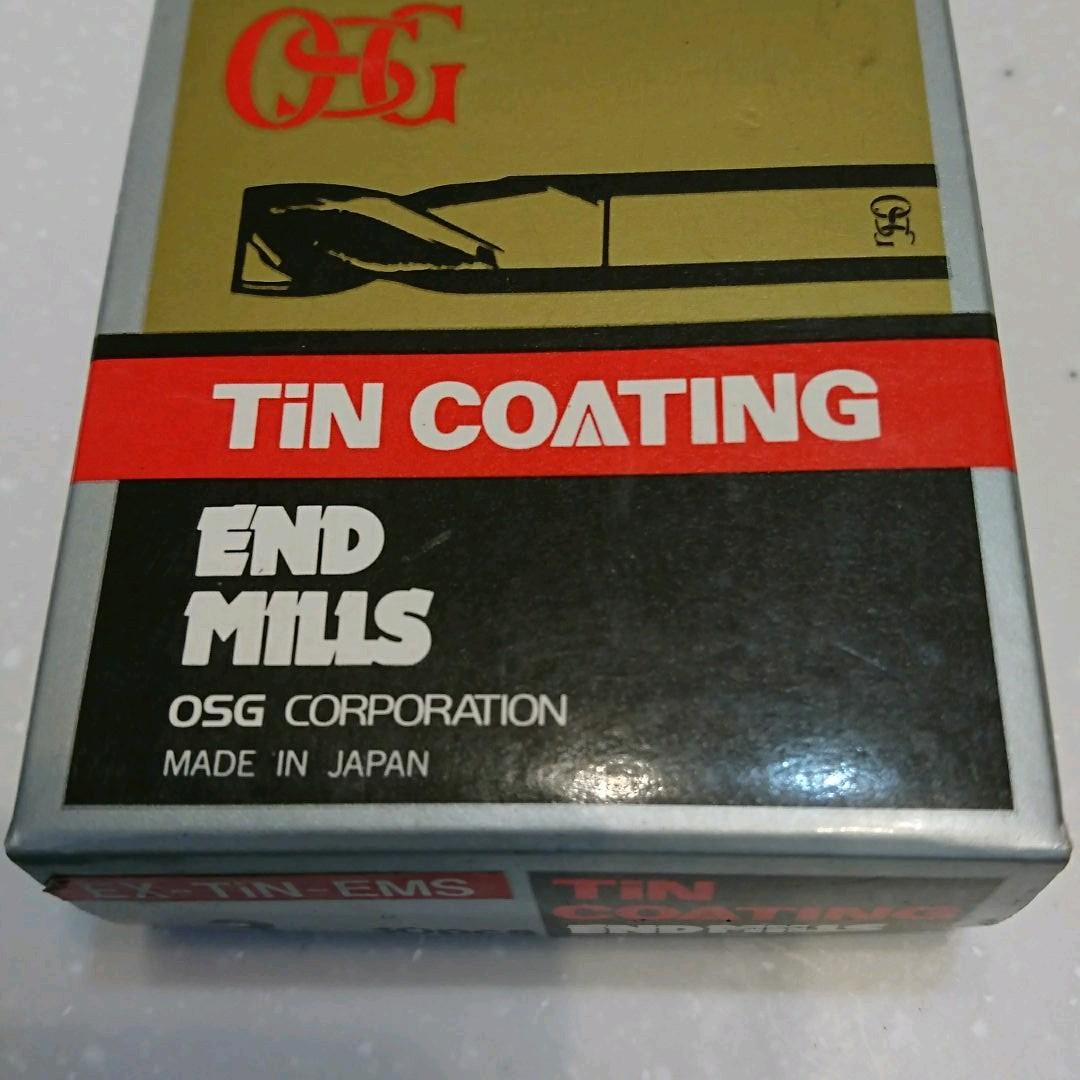 OSG
OSG
TiN COATING
END
MILLS
OSG CORPORATION
MADE IN JAPAN
EX-TiN-EMS
TiN
COATING
END MILLS